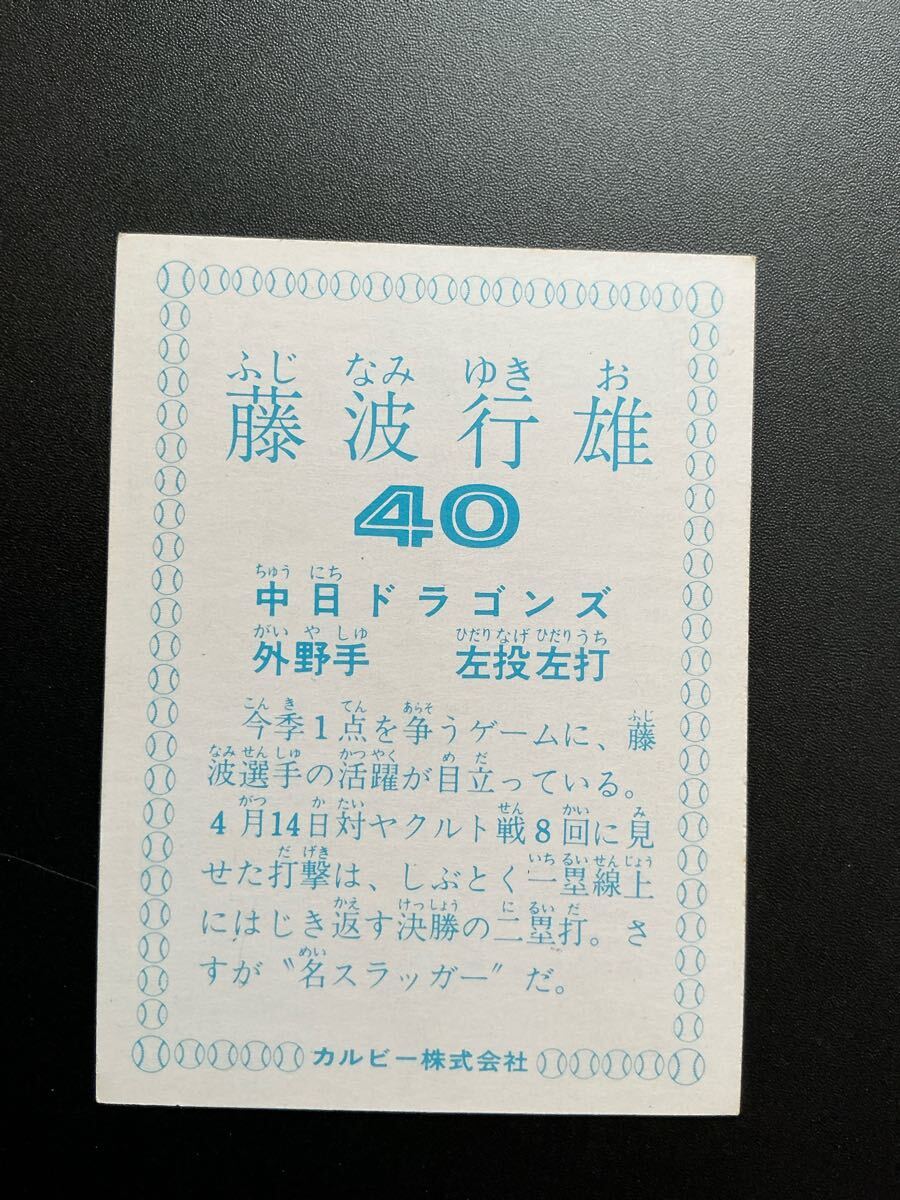 ふじ なみ ゆき お
藤波行雄
40
ちゅう にち
中日ドラゴンズ
がい や しゅ ひだり なげ ひだり うち
外野手 左投左打
こん き てん あらそ ふじ
今季1点を争うゲームに、藤
なみ せん しゅ かつ やく め だ
波選手の活躍が目立っている。
がつ か たい せん かい み
4月14日対ヤクルト戦8回に見
だ げき いち るい せん じょう
せた打撃は、しぶとく一塁線上
かえ けっ しょう に るい だ
にはじき返す決勝の二塁打。さ
めい
すが〝名スラッガー〟だ。
カルビー株式会社